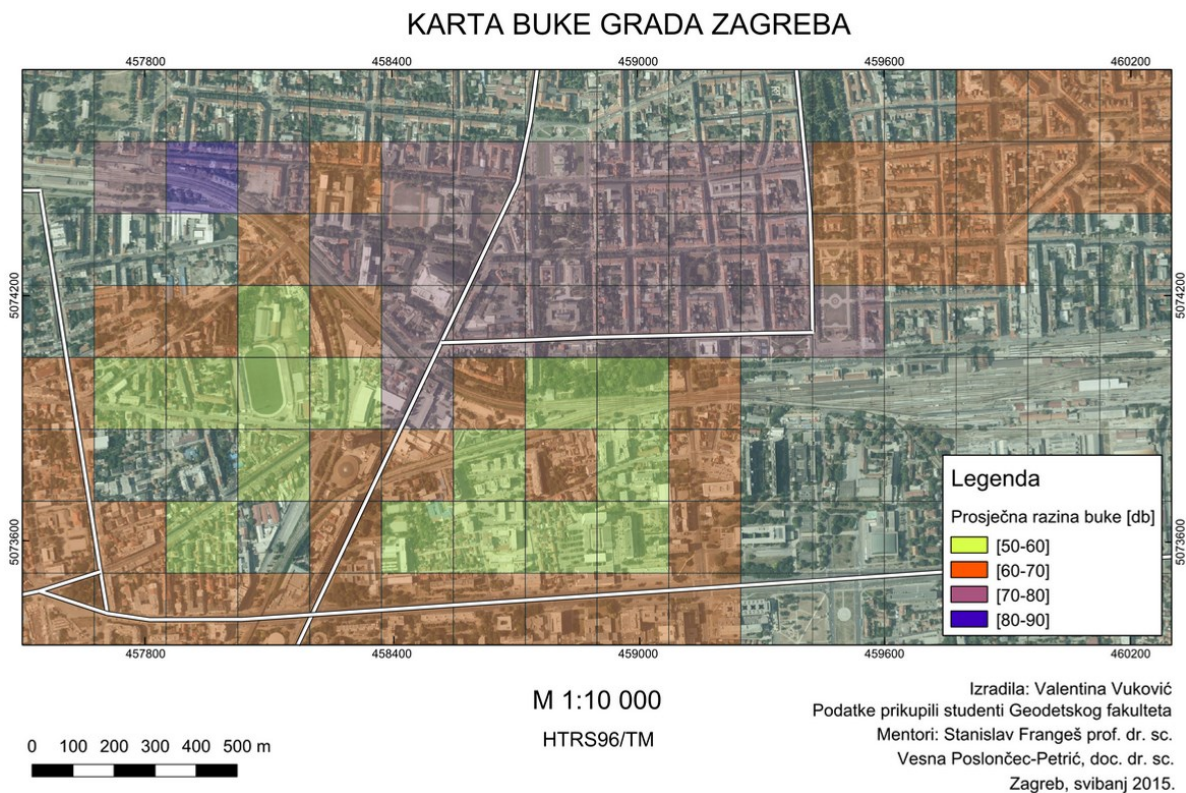 KARTA BUKE GRADA ZAGREBA
457800 458400 459000 459600 460200
5074200 5074200
5073600 5073600
Legenda
Prosječna razina buke [db]
[50-60]
[60-70]
[70-80]
[80-90]
457800 458400 459000 459600 460200
M 1:10 000
HTRS96/TM
0 100 200 300 400 500 m
Izradila: Valentina Vuković
Podatke prikupili studenti Geodetskog fakulteta
Mentori: Stanislav Frangeš prof. dr. sc.
Vesna Poslončec-Petrić, doc. dr. sc.
Zagreb, svibanj 2015.